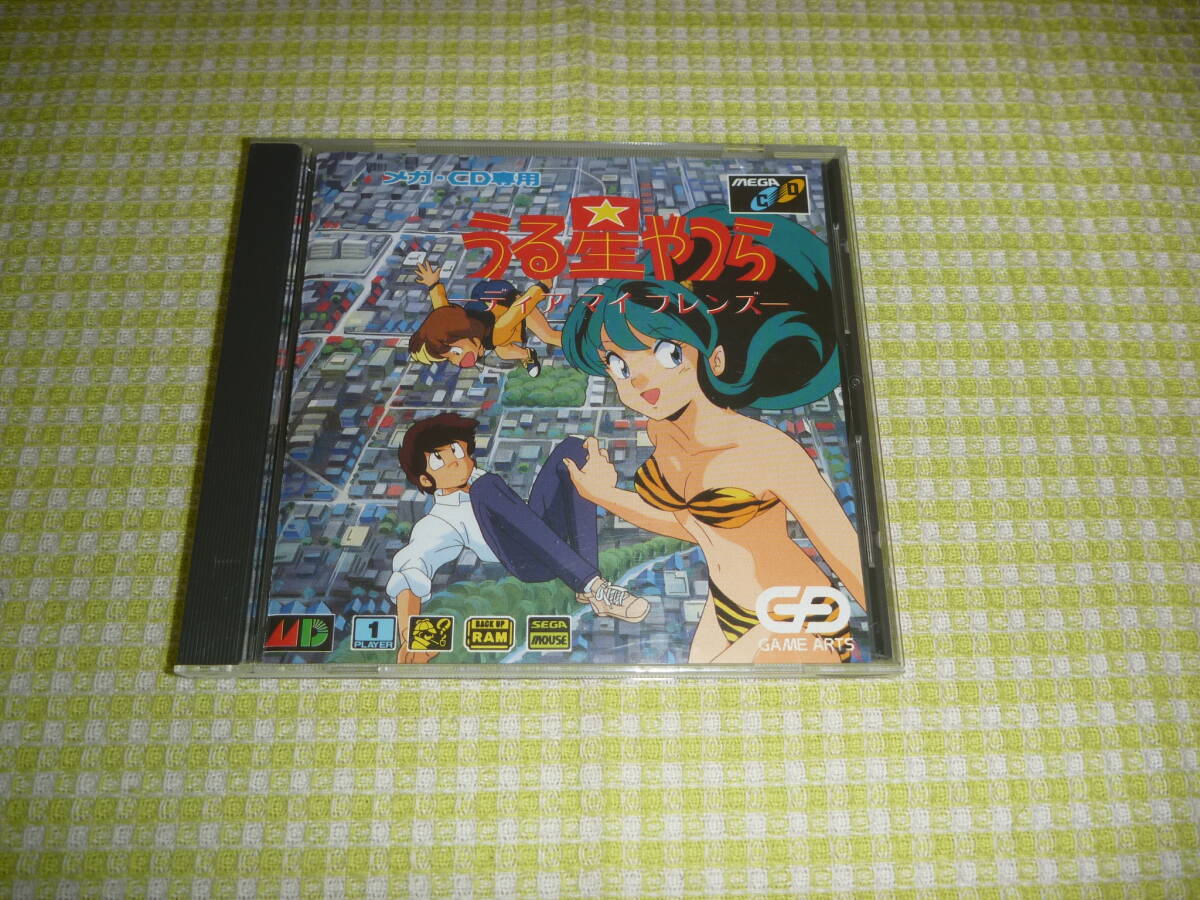 メガ・CD専用
MEGA
CD
うる星やつら
—ディア マイ フレンズ—
MD
1
PLAYER
BACK UP
RAM
SEGA
MOUSE
GAME ARTS